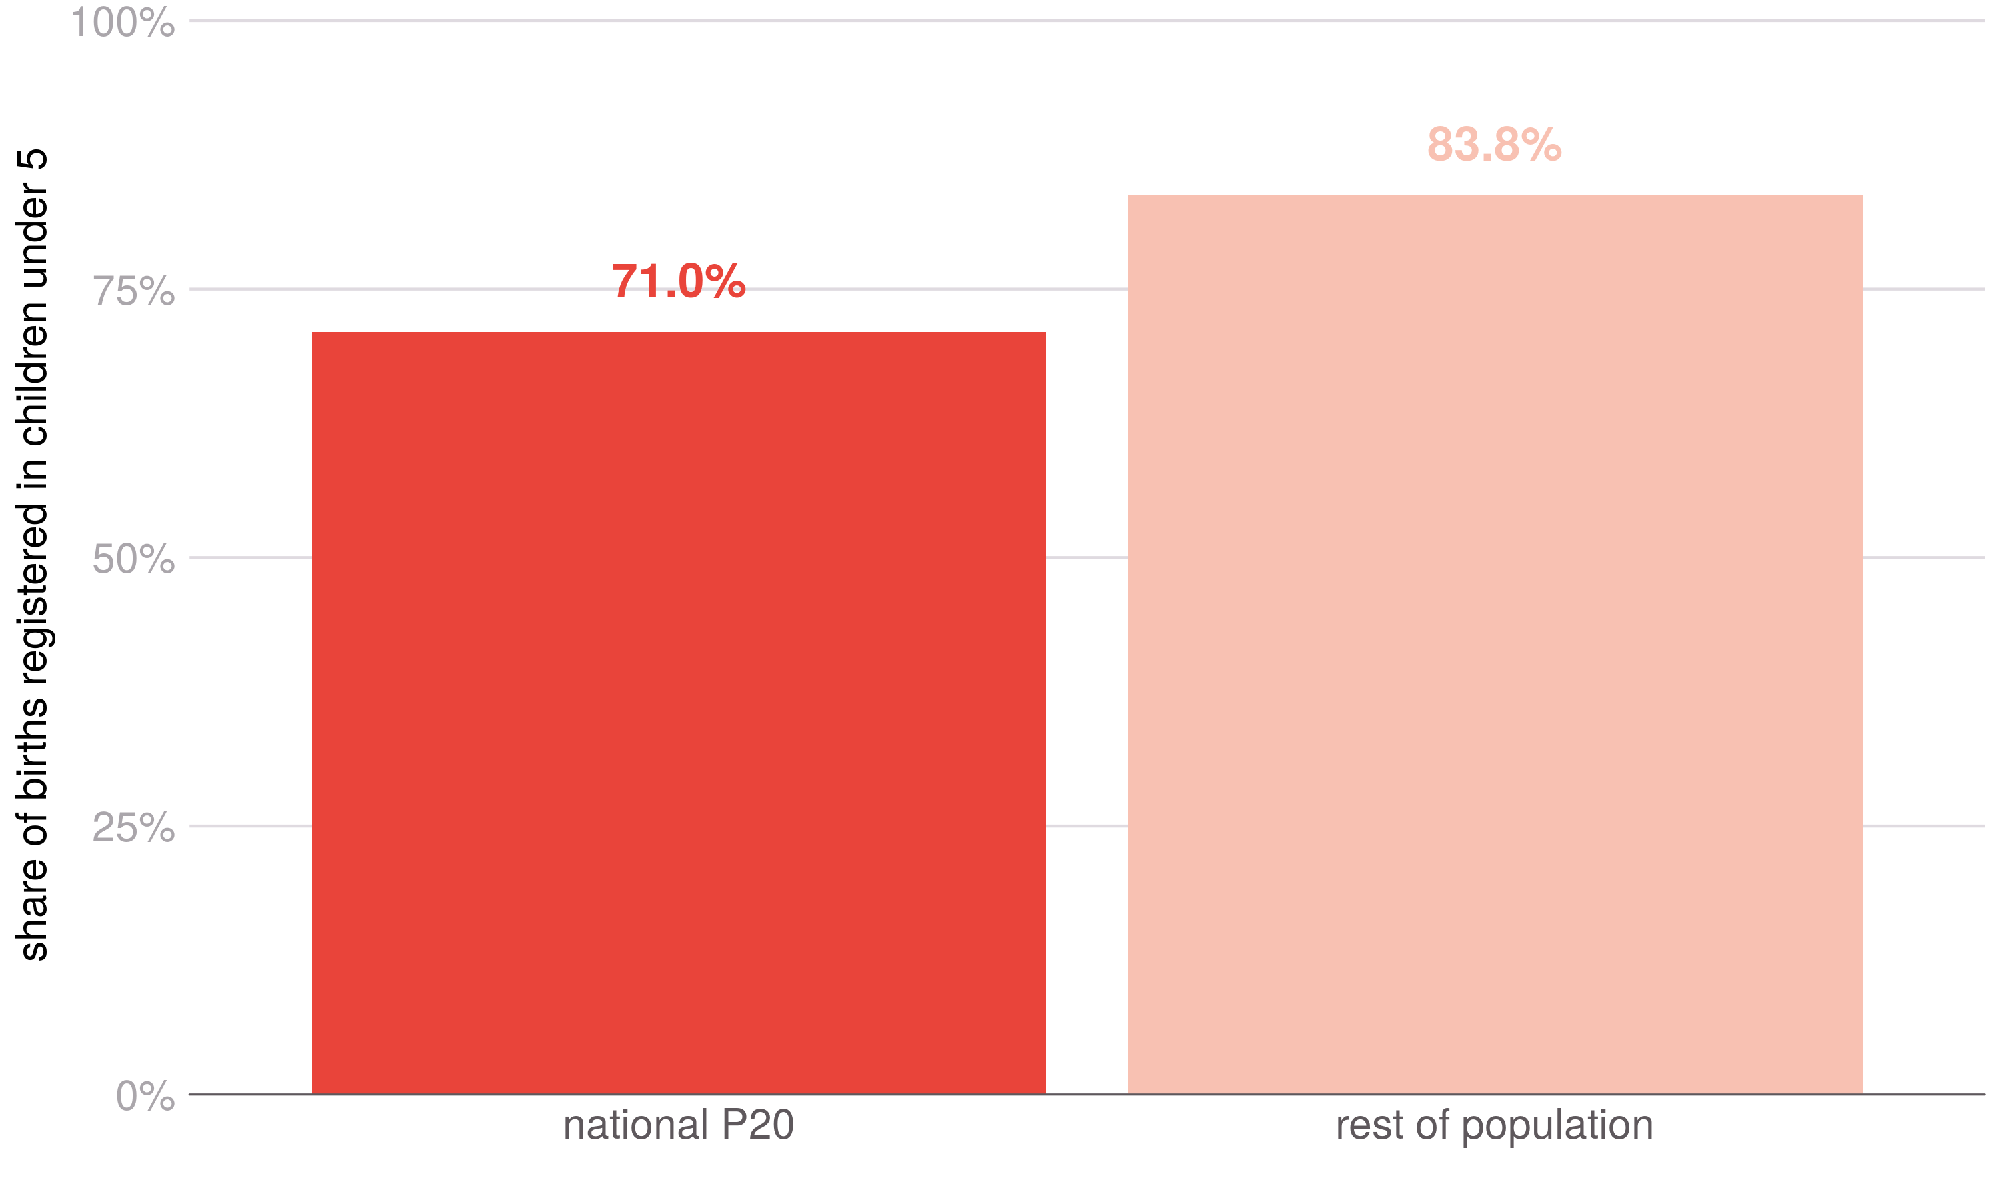 share of births registered in children under 5
100%
75%
50%
25%
0%
71.0%
83.8%
national P20
rest of population